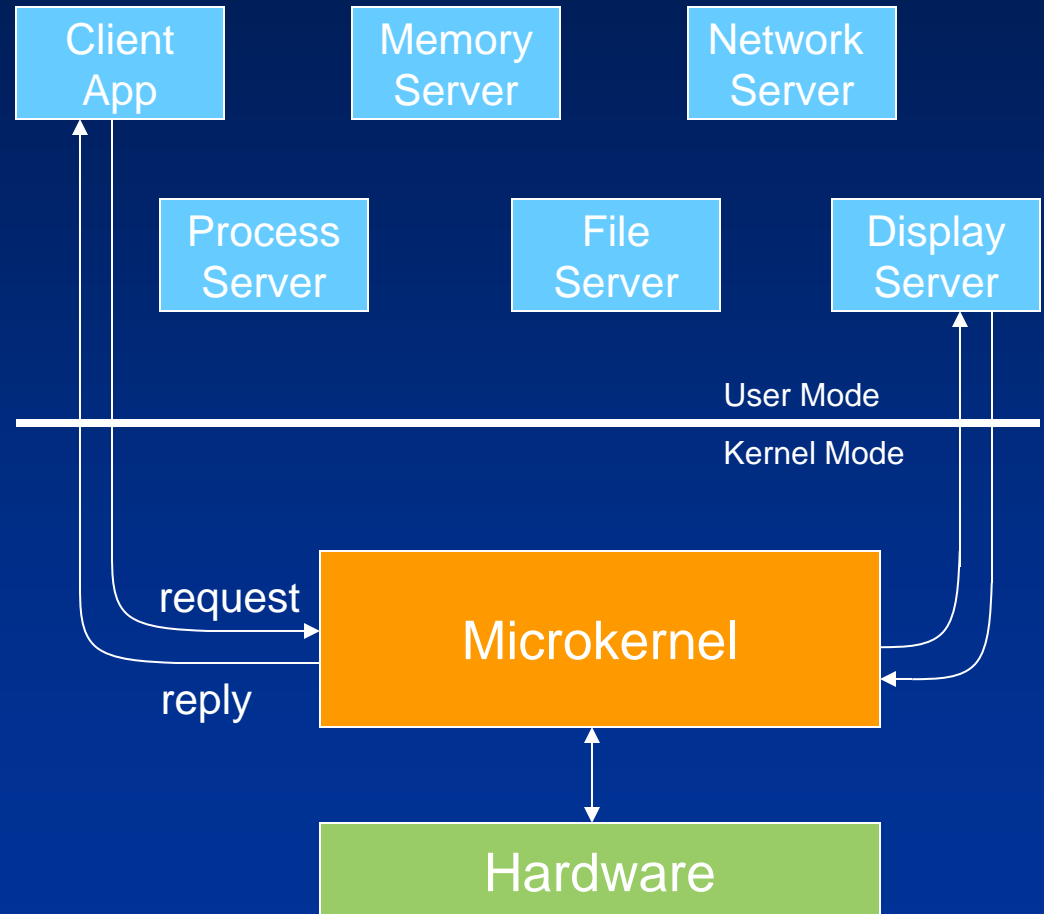 Client
App
Memory
Server
Network
Server
Process
Server
File
Server
Display
Server
User Mode
Kernel Mode
request
Microkernel
reply
Hardware